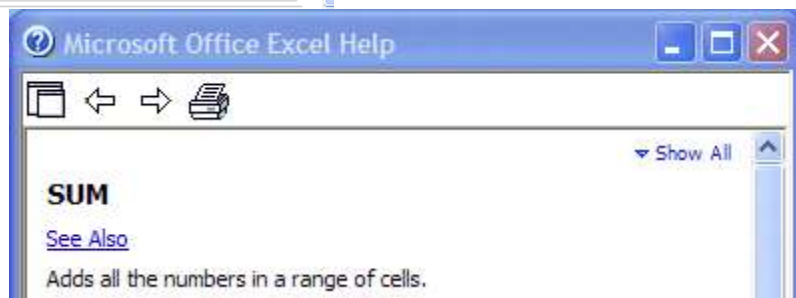 Microsoft Office Excel Help
Show All
SUM
See Also
Adds all the numbers in a range of cells.